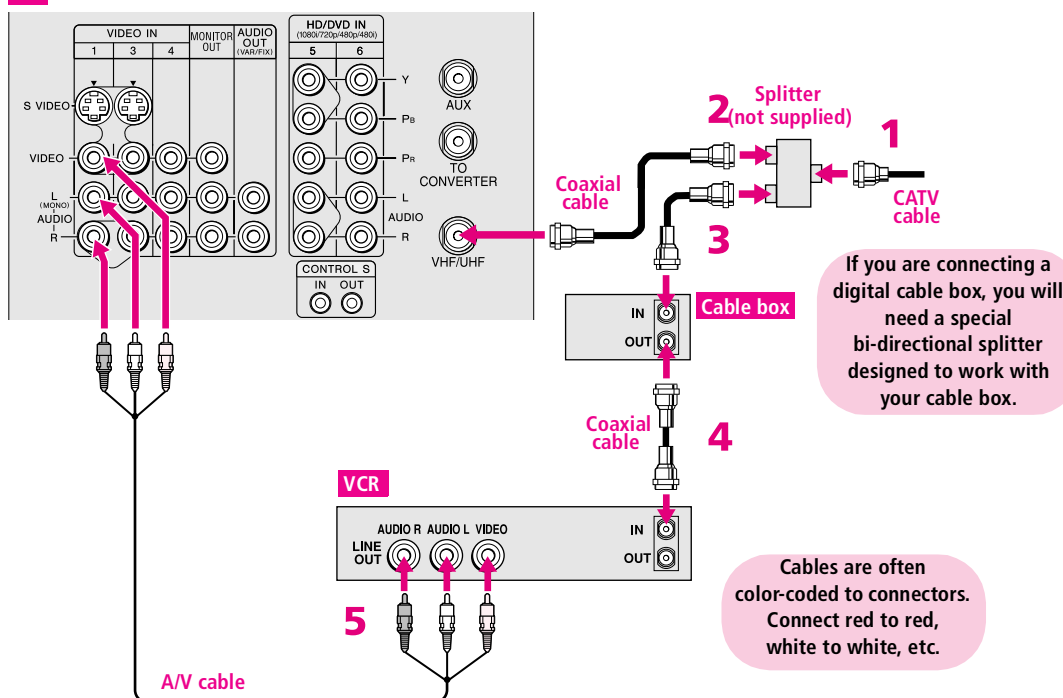 VIDEO IN
1 3 4
MONITOR
OUT
AUDIO
OUT
(VAR/FIX)
HD/DVD IN
(1080i/720p/480p/480i)
5 6
S VIDEO
VIDEO
L
(MONO)
AUDIO
R
Y
PB
PR
L
AUDIO
R
CONTROL S
IN OUT
AUX
TO
CONVERTER
VHF/UHF
Coaxial
cable
2
Splitter
(not supplied)
1
CATV
cable
3
IN
OUT
Cable box
If you are connecting a
digital cable box, you will
need a special
bi-directional splitter
designed to work with
your cable box.
Coaxial
cable
4
VCR
AUDIO R AUDIO L VIDEO
LINE
OUT
IN
OUT
5
A/V cable
Cables are often
color-coded to connectors.
Connect red to red,
white to white, etc.